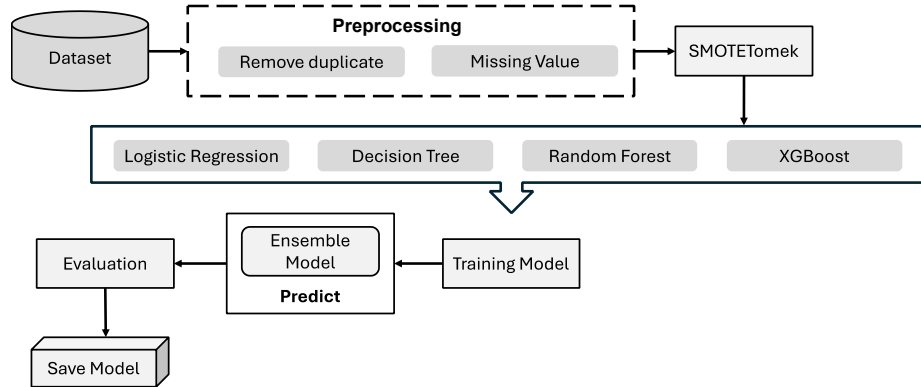 Preprocessing
Dataset
Remove duplicate
Missing Value
SMOTETomek
Logistic Regression
Decision Tree
Random Forest
XGBoost
Ensemble
Model
Evaluation
Training Model
Predict
Save Model